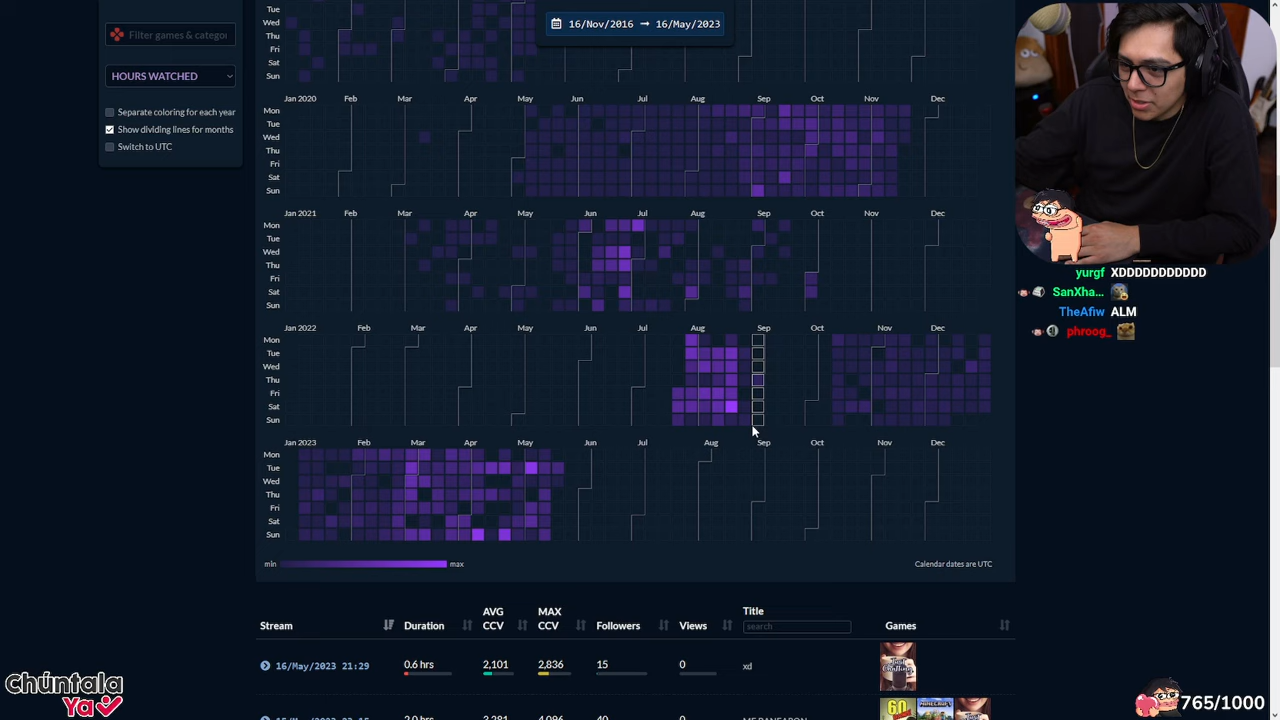 Tue
Wed
Thu
Fri
Sat
Sun
16/Nov/2016 → 16/May/2023
Filter games & categor
HOURS WATCHED
Separate coloring for each year
Show dividing lines for months
Switch to UTC
Jan 2020 Feb Mar Apr May Jun Jul Aug Sep Oct Nov Dec
Mon
Tue
Wed
Thu
Fri
Sat
Sun
Jan 2021 Feb Mar Apr May Jun Jul Aug Sep Oct Nov Dec
Mon
Tue
Wed
Thu
Fri
Sat
Sun
Jan 2022 Feb Mar Apr May Jun Jul Aug Sep Oct Nov Dec
Mon
Tue
Wed
Thu
Fri
Sat
Sun
Jan 2023 Feb Mar Apr May Jun Jul Aug Sep Oct Nov Dec
Mon
Tue
Wed
Thu
Fri
Sat
Sun
min max Calendar dates are UTC
Stream Duration AVG CCV MAX CCV Followers Views Title Games
search
16/May/2023 21:29 0.6 hrs 2,101 2,836 15 0 xd
Just Chatting
6.0 MINECRAFT
yurgf XDDDDDDDDDDD
SanXha...
TheAfiw ALM
phroog_
Chúntala Ya
765/1000